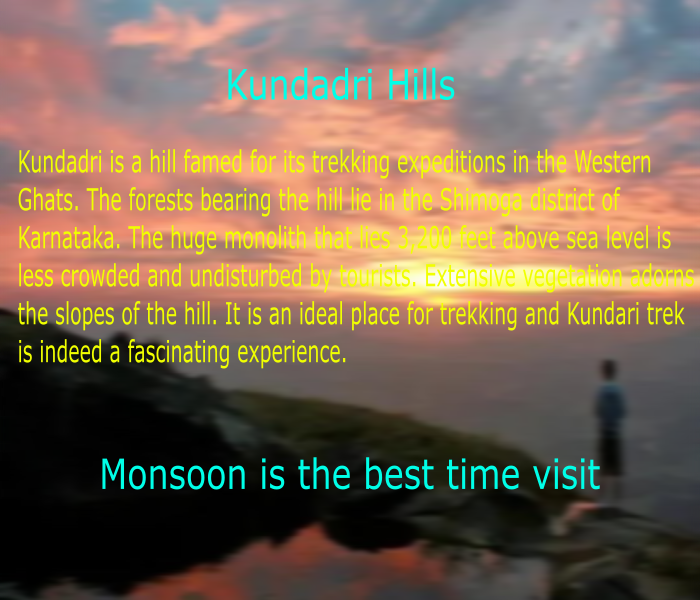 Kundadri Hills
Kundadri is a hill famed for its trekking expeditions in the Western
Ghats. The forests bearing the hill lie in the Shimoga district of
Karnataka. The huge monolith that lies 3,200 feet above sea level is
less crowded and undisturbed by tourists. Extensive vegetation adorns
the slopes of the hill. It is an ideal place for trekking and Kundari trek
is indeed a fascinating experience.
Monsoon is the best time visit